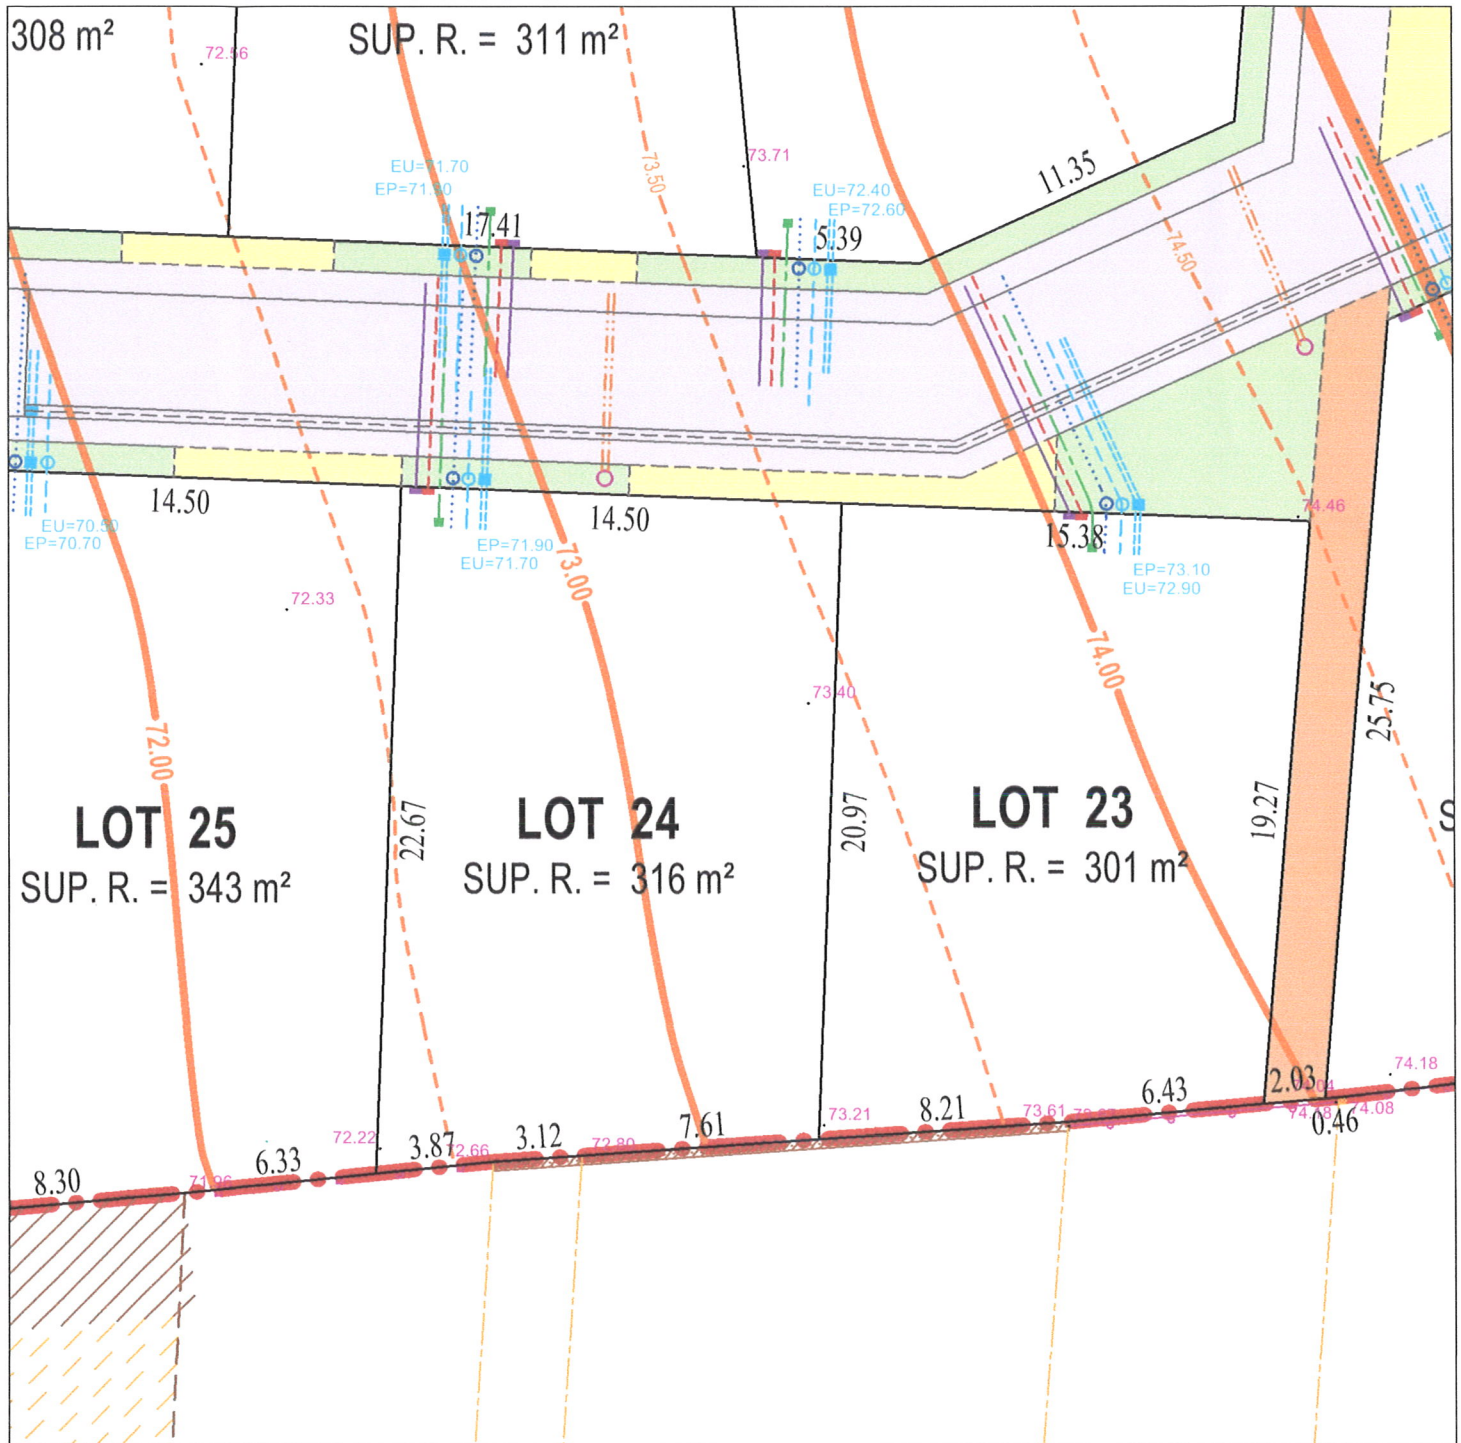 308 m²
SUP. R. = 311 m²
72.56
73.71
73.50
11.35
EU=71.70
EU=72.40
EP=72.60
17.41
5.39
74.50
14.50
14.50
15.38
74.46
EU=70.50
EP=70.70
EP=71.90
EU=71.70
EP=73.10
EU=72.90
73.00
72.33
74.00
73.40
72.00
25.75
22.67
20.97
19.27
LOT 25
SUP. R. = 343 m²
LOT 24
SUP. R. = 316 m²
LOT 23
SUP. R. = 301 m²
74.18
2.03
6.43
8.21
73.61
73.21
7.61
0.46
74.08
74.18
3.12
72.80
3.87
72.66
72.22
6.33
71.96
8.30